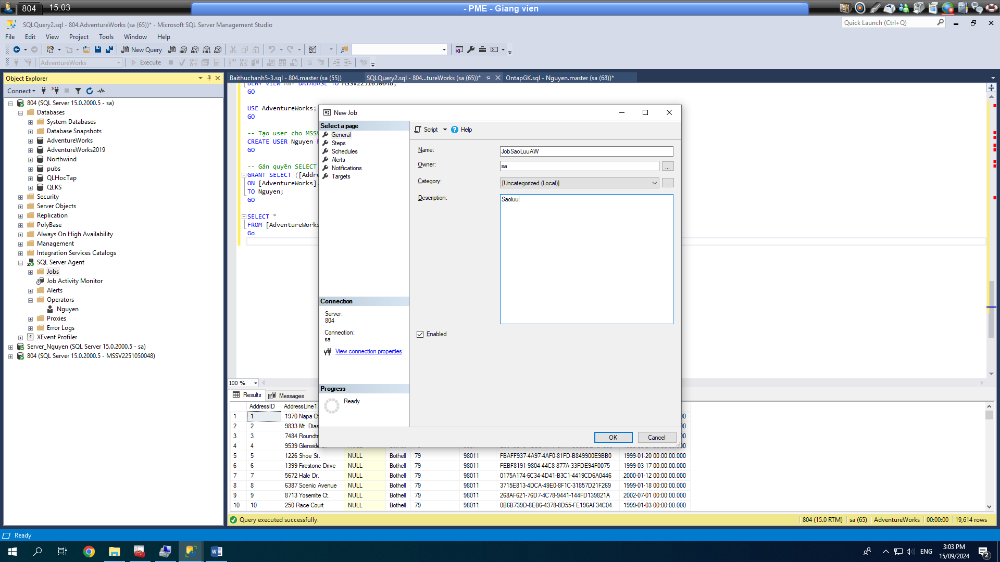 804 15:03 - PME - Giang vien
SQLQuery2.sql - 804.AdventureWorks (sa (65))* - Microsoft SQL Server Management Studio
Quick Launch (Ctrl+Q)
File Edit View Project Tools Window Help
New Query
MDX DMX XMLA DAX
AdventureWorks
Execute
Object Explorer
Connect
804 (SQL Server 15.0.2000.5 - sa)
Databases
System Databases
Database Snapshots
AdventureWorks
AdventureWorks2019
Northwind
pubs
QLHocTap
QLKS
Security
Server Objects
Replication
PolyBase
Always On High Availability
Management
Integration Services Catalogs
SQL Server Agent
Jobs
Job Activity Monitor
Alerts
Operators
Nguyen
Proxies
Error Logs
XEvent Profiler
Server_Nguyen (SQL Server 15.0.2000.5 - sa)
804 (SQL Server 15.0.2000.5 - MSSV2251050048)
Baithuchanh5-3.sql - 804.master (sa (55))
SQLQuery2.sql - 804...tureWorks (sa (65))*
OntapGK.sql - Nguyen.master (sa (68))*
DENY VIEW ANY DATABASE TO MSSV2251050048;
GO
USE AdventureWorks;
GO
-- Tạo user cho MSSV
CREATE USER Nguyen
GO
-- Gán quyền SELECT
GRANT SELECT ([Addre
ON [AdventureWorks]
TO Nguyen;
GO
SELECT *
FROM [AdventureWorks
Go
100 %
New Job
Select a page
General
Steps
Schedules
Alerts
Notifications
Targets
Connection
Server:
804
Connection:
sa
View connection properties
Progress
Ready
Script Help
Name: JobSaoLuuAW
Owner: sa ...
Category: [Uncategorized (Local)] ...
Description: Saoluu
Enabled
OK Cancel
Results Messages
AddressID AddressLine1
1 1 1970 Napa Ct
2 2 9833 Mt. Dias
3 3 7484 Roundtr
4 4 9539 Glenside
5 5 1226 Shoe St. NULL Bothell 79 98011 FBAFF937-4A97-4AF0-81FD-B849900E9BB0 1999-01-20 00:00:00.000
6 6 1399 Firestone Drive NULL Bothell 79 98011 FEBF8191-9804-44C8-877A-33FDE94F0075 1999-03-17 00:00:00.000
7 7 5672 Hale Dr. NULL Bothell 79 98011 0175A174-6C34-4D41-B3C1-4419CD6A0446 2000-01-12 00:00:00.000
8 8 6387 Scenic Avenue NULL Bothell 79 98011 3715E813-4DCA-49E0-8F1C-31857D21F269 1999-01-18 00:00:00.000
9 9 8713 Yosemite Ct. NULL Bothell 79 98011 268AF621-76D7-4C78-9441-144FD139821A 2002-07-01 00:00:00.000
10 10 250 Race Court NULL Bothell 79 98011 0B6B739D-8EB6-4378-8D55-FE196AF34C04 1999-01-03 00:00:00.000
Query executed successfully.
804 (15.0 RTM) sa (65) AdventureWorks 00:00:00 19,614 rows
Ready
ENG
3:03 PM
15/09/2024
2